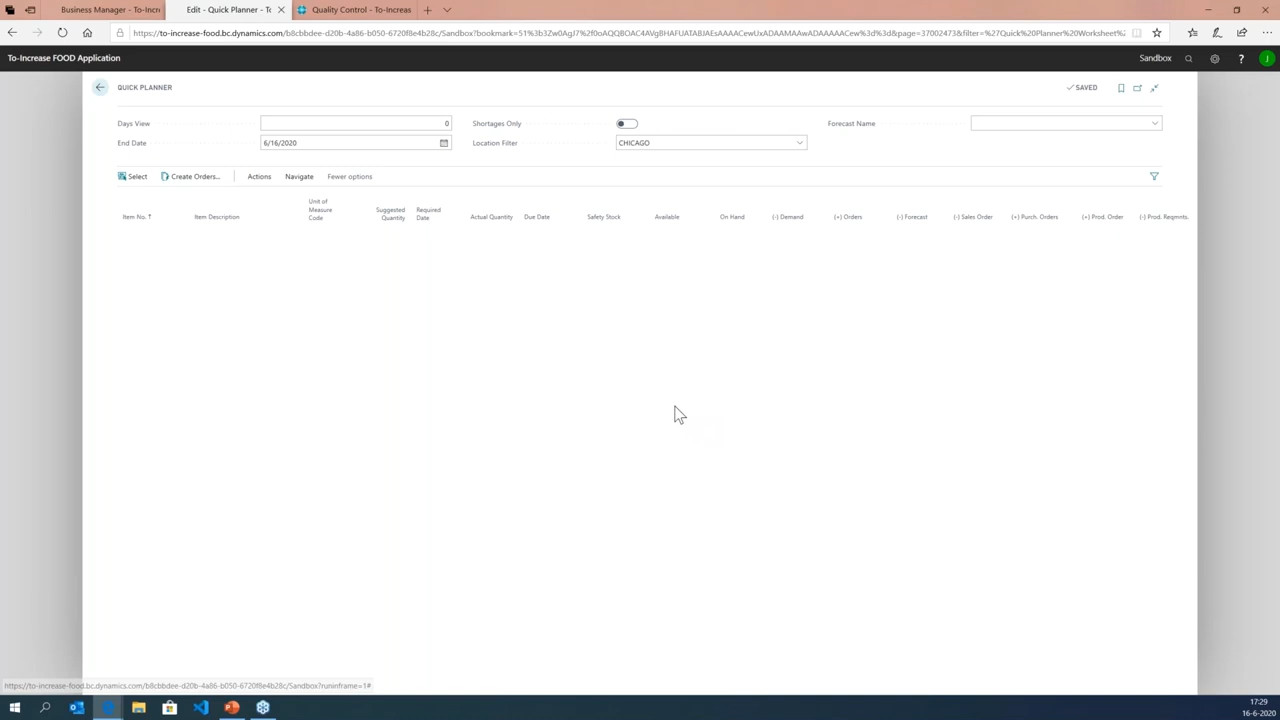 Business Manager - To-Incre
Edit - Quick Planner - To
Quality Control - To-Increas
https://to-increase-food.bc.dynamics.com/b8cbbdee-d20b-4a86-b050-6720f8e4b28c/Sandbox?bookmark=51%3b3Zw0AgJ7%2f0oAQQBOAC4AVgBHAFUATABJAEsAAAACewUxADAAMAAwADAAAAACew%3d%3d&page=37002473&filter=%27Quick%20Planner%20Worksheet%2
To-Increase FOOD Application
Sandbox
?
J
QUICK PLANNER
SAVED
Days View
0
Shortages Only
Forecast Name
End Date
6/16/2020
Location Filter
CHICAGO
Select
Create Orders...
Actions
Navigate
Fewer options
Item No. ↑
Item Description
Unit of Measure Code
Suggested Quantity
Required Date
Actual Quantity
Due Date
Safety Stock
Available
On Hand
(-) Demand
(+) Orders
(-) Forecast
(-) Sales Order
(+) Purch. Orders
(+) Prod. Order
(-) Prod. Reqmnts.
https://to-increase-food.bc.dynamics.com/b8cbbdee-d20b-4a86-b050-6720f8e4b28c/Sandbox?runinframe=1#
17:29
16-6-2020